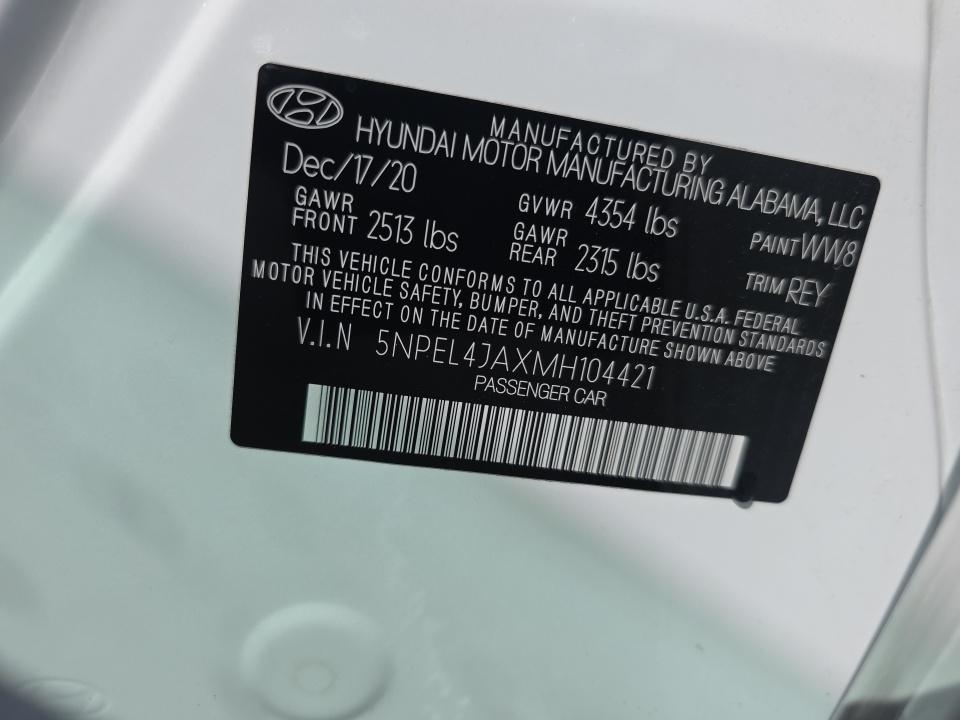 MANUFACTURED BY
HYUNDAI MOTOR MANUFACTURING ALABAMA, LLC
Dec/17/20
GVWR 4354 lbs
PAINT WW8
GAWR FRONT 2513 lbs
GAWR REAR 2315 lbs
TRIM REY
THIS VEHICLE CONFORMS TO ALL APPLICABLE U.S.A. FEDERAL
MOTOR VEHICLE SAFETY, BUMPER, AND THEFT PREVENTION STANDARDS
IN EFFECT ON THE DATE OF MANUFACTURE SHOWN ABOVE
V.I.N 5NPEL4JAXMH104421
PASSENGER CAR